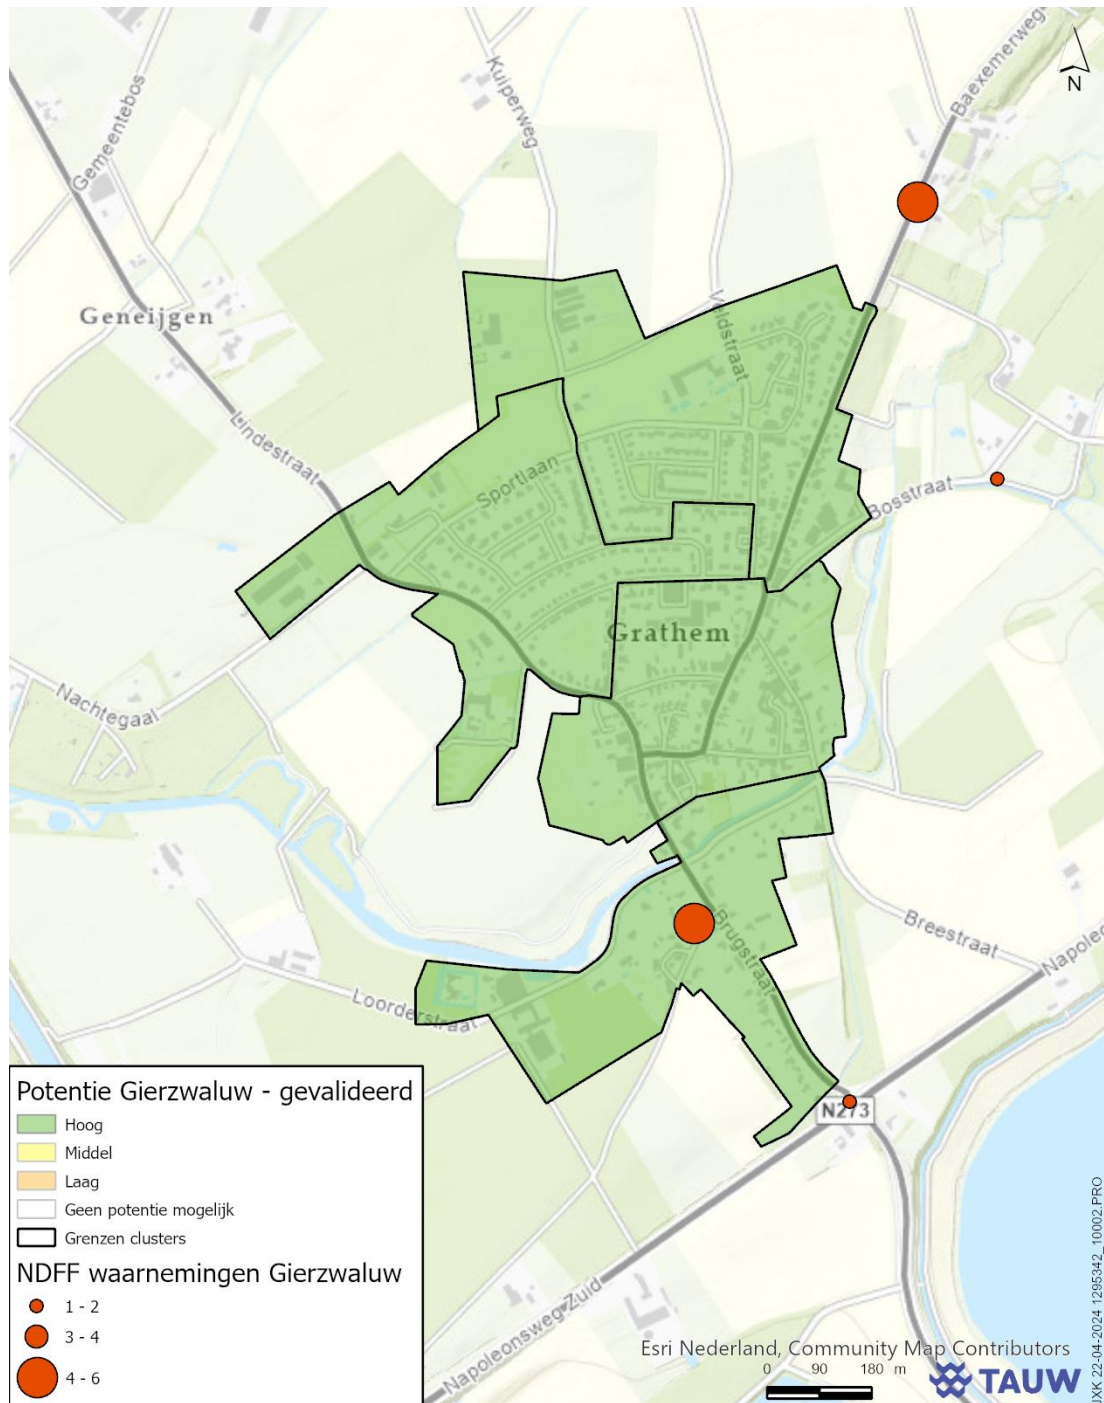 Baexemerweg
N
Kuiperweg
Gemeentebos
Geneijgen
Veldstraat
Lindestraat
Sportlaan
Bosstraat
Grathem
Nachtegaal
Brugstraat
Breestraat
Napoleo
Loorderstraat
N273
Napoleonsweg-Zuid
Potentie Gierzwaluw - gevalideerd
Hoog
Middel
Laag
Geen potentie mogelijk
Grenzen clusters
NDFF waarnemingen Gierzwaluw
1 - 2
3 - 4
4 - 6
Esri Nederland, Community Map Contributors
0 90 180 m
TAUW
JXK 22-04-2024 1295342_10002.PRO